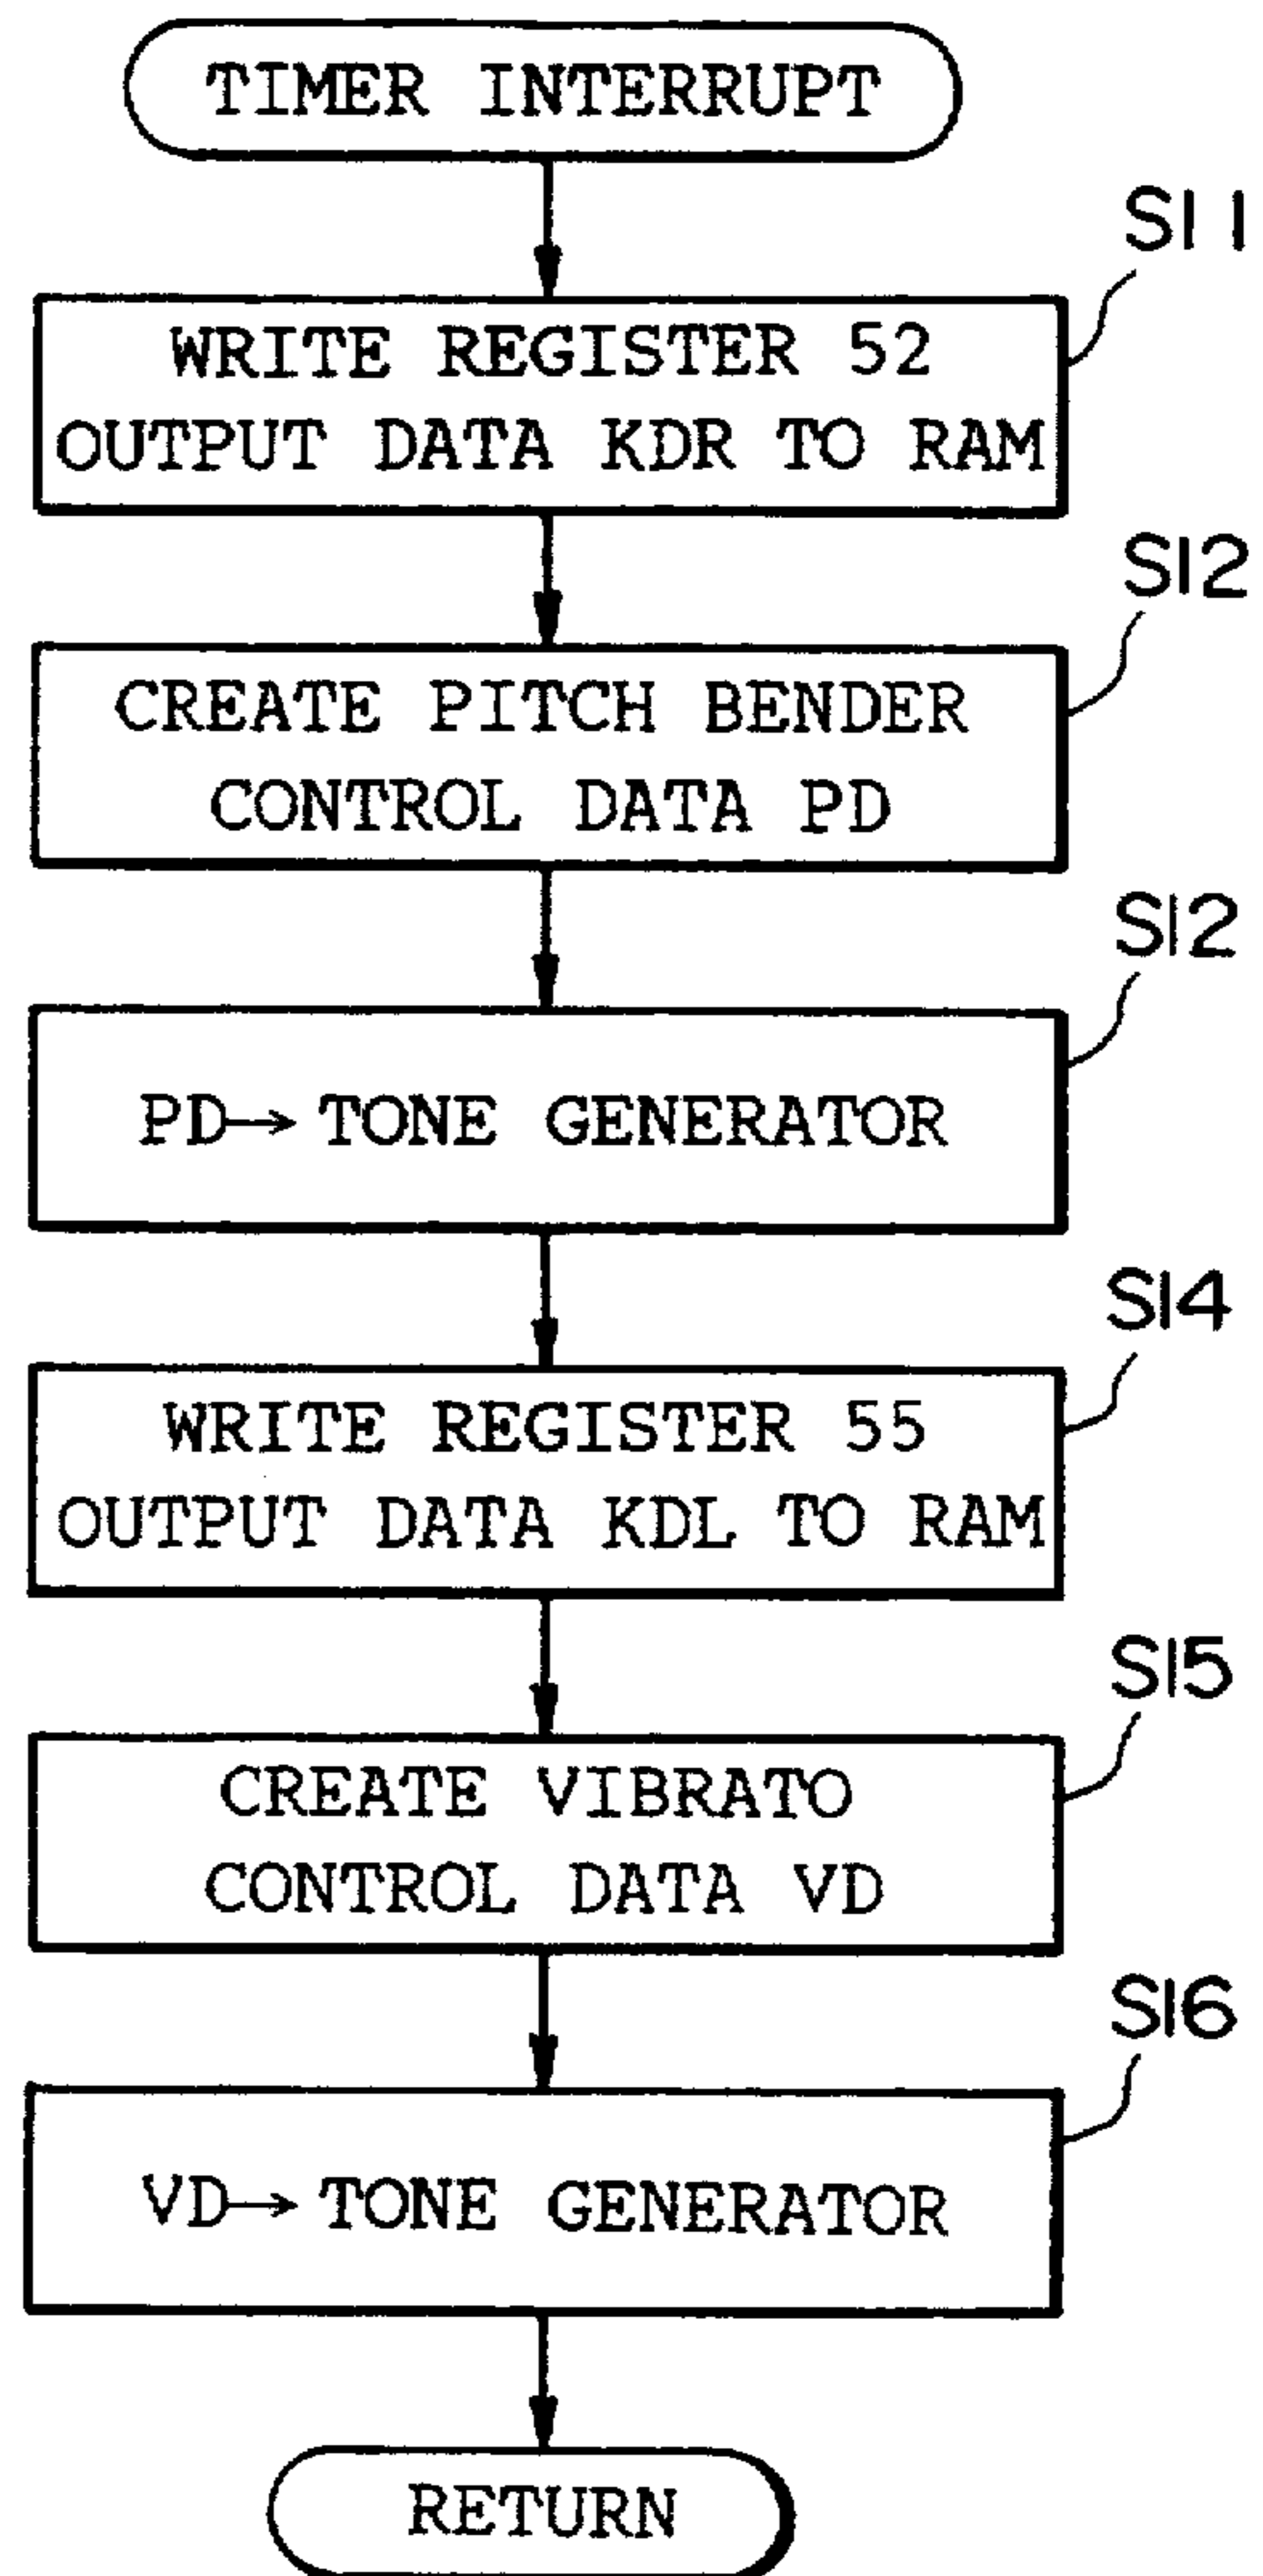 TIMER INTERRUPT
S11
WRITE REGISTER 52
OUTPUT DATA KDR TO RAM
S12
CREATE PITCH BENDER
CONTROL DATA PD
S12
PD→ TONE GENERATOR
S14
WRITE REGISTER 55
OUTPUT DATA KDL TO RAM
S15
CREATE VIBRATO
CONTROL DATA VD
S16
VD→ TONE GENERATOR
RETURN